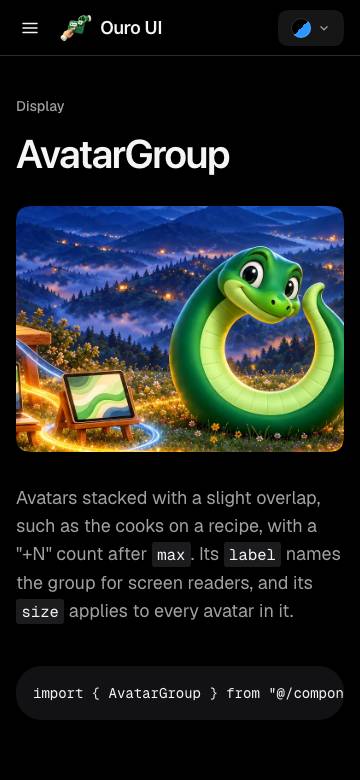 Ouro UI
Display
AvatarGroup
Avatars stacked with a slight overlap,
such as the cooks on a recipe, with a
"+N" count after max. Its label names
the group for screen readers, and its
size applies to every avatar in it.
import { AvatarGroup } from "@/compon